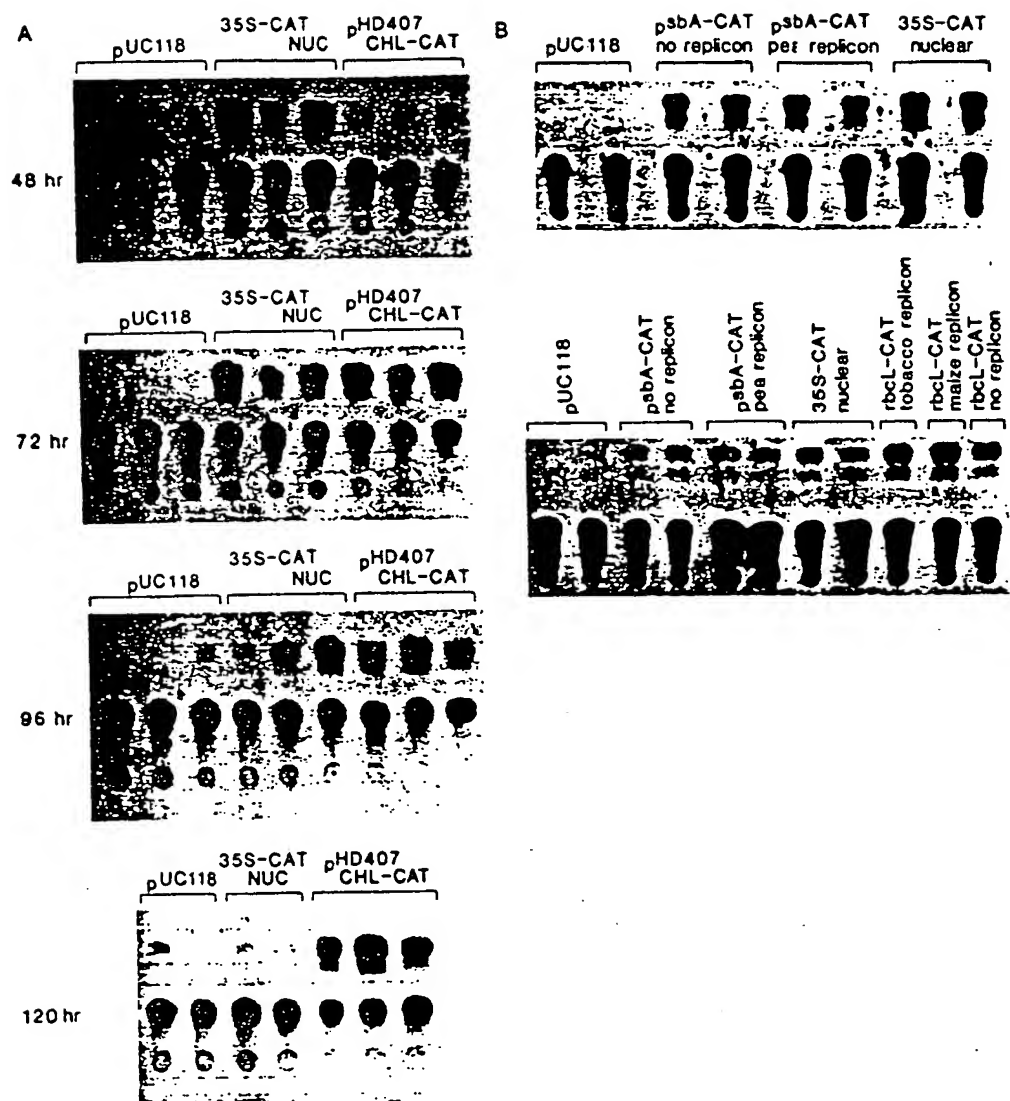 A
pUC118
35S-CAT
NUC
pHD407
CHL-CAT
48 hr
pUC118
35S-CAT
NUC
pHD407
CHL-CAT
72 hr
pUC118
35S-CAT
NUC
pHD407
CHL-CAT
96 hr
pUC118
35S-CAT
NUC
pHD407
CHL-CAT
120 hr
B
pUC118
psbA-CAT
no replicon
psbA-CAT
pea replicon
35S-CAT
nuclear
pUC118
psbA-CAT
no replicon
psbA-CAT
pea replicon
35S-CAT
nuclear
rbcL-CAT
tobacco replicon
rbcL-CAT
maize replicon
rbcL-CAT
no replicon